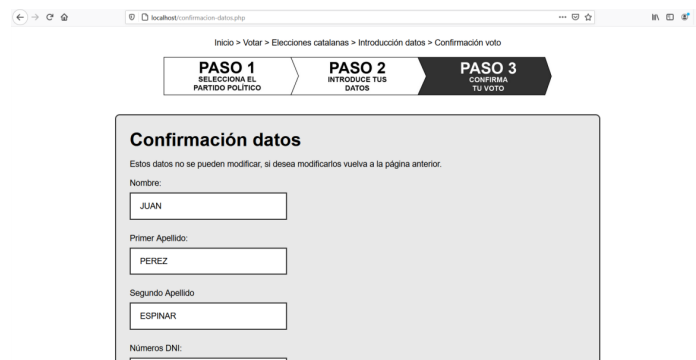 localhost/confirmacion-datos.php
Inicio > Votar > Elecciones catalanas > Introducción datos > Confirmación voto
PASO 1
SELECCIONA EL
PARTIDO POLÍTICO
PASO 2
INTRODUCE TUS
DATOS
PASO 3
CONFIRMA
TU VOTO
Confirmación datos
Estos datos no se pueden modificar, si desea modificarlos vuelva a la página anterior.
Nombre:
JUAN
Primer Apellido:
PEREZ
Segundo Apellido
ESPINAR
Números DNI: